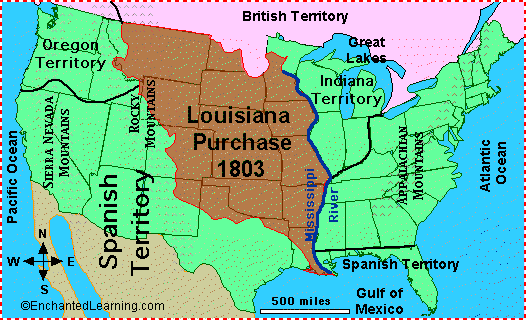 British Territory
Oregon
Territory
Great
Lakes
Indiana
Territory
ROCKY
MOUNTAINS
SIERRA NEVADA
MOUNTAINS
Louisiana
Purchase
1803
APPALACHIAN
MOUNTAINS
Pacific Ocean
Atlantic
Ocean
Spanish
Territory
Mississippi
River
N
W E
S
Spanish Territory
Gulf of
Mexico
500 miles
©EnchantedLearning.com